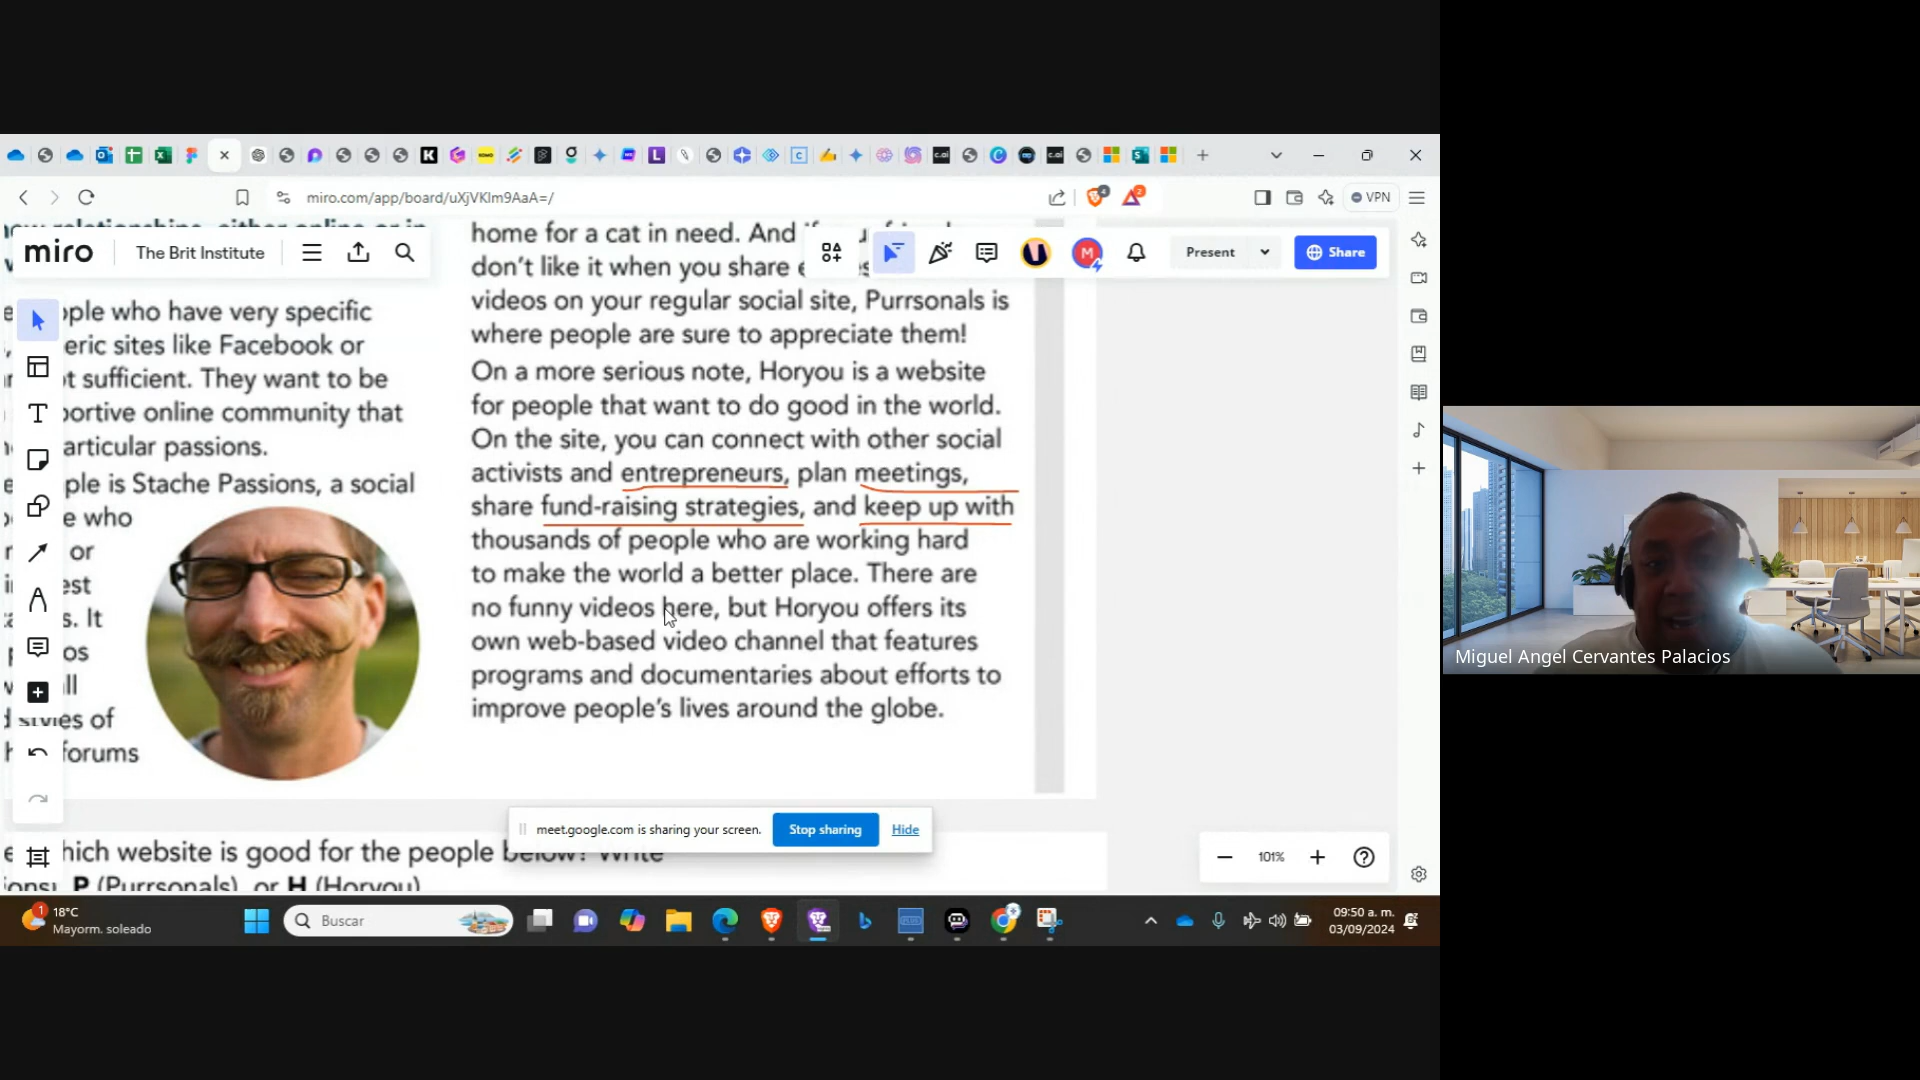 miro.com/app/board/uXjVKlm9AaA=/
VPN
miro
The Brit Institute
Present
Share
M
ople who have very specific
eric sites like Facebook or
t sufficient. They want to be
portive online community that
articular passions.
ple is Stache Passions, a social
e who
or
est
s. It
os
ll
styles of
forums
home for a cat in need. And
don't like it when you share
videos on your regular social site, Purrsonals is
where people are sure to appreciate them!
On a more serious note, Horyou is a website
for people that want to do good in the world.
On the site, you can connect with other social
activists and entrepreneurs, plan meetings,
share fund-raising strategies, and keep up with
thousands of people who are working hard
to make the world a better place. There are
no funny videos here, but Horyou offers its
own web-based video channel that features
programs and documentaries about efforts to
improve people's lives around the globe.
meet.google.com is sharing your screen.
Stop sharing
Hide
hich website is good for the people below? Write
P (Purrsonals), or H (Horyou)
101%
18°C
Mayorm. soleado
Buscar
09:50 a. m.
03/09/2024
Miguel Angel Cervantes Palacios